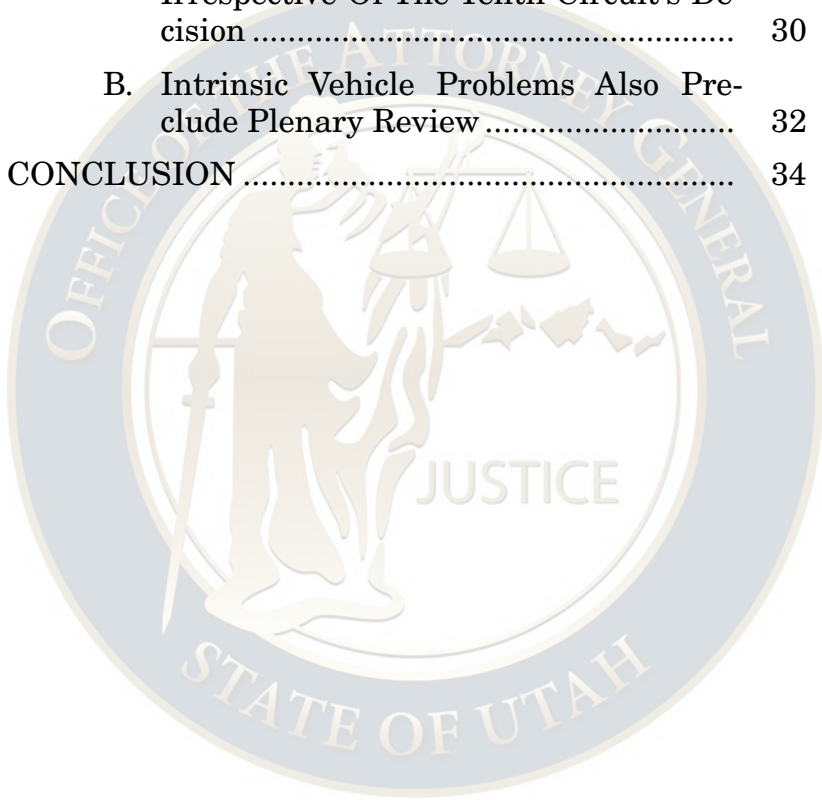 Irrespective Of The Tenth Circuit's De-
cision ...................................................... 30
B. Intrinsic Vehicle Problems Also Pre-
clude Plenary Review ............................ 32
CONCLUSION ....................................................... 34
OFFICE OF THE ATTORNEY GENERAL
JUSTICE
STATE OF UTAH